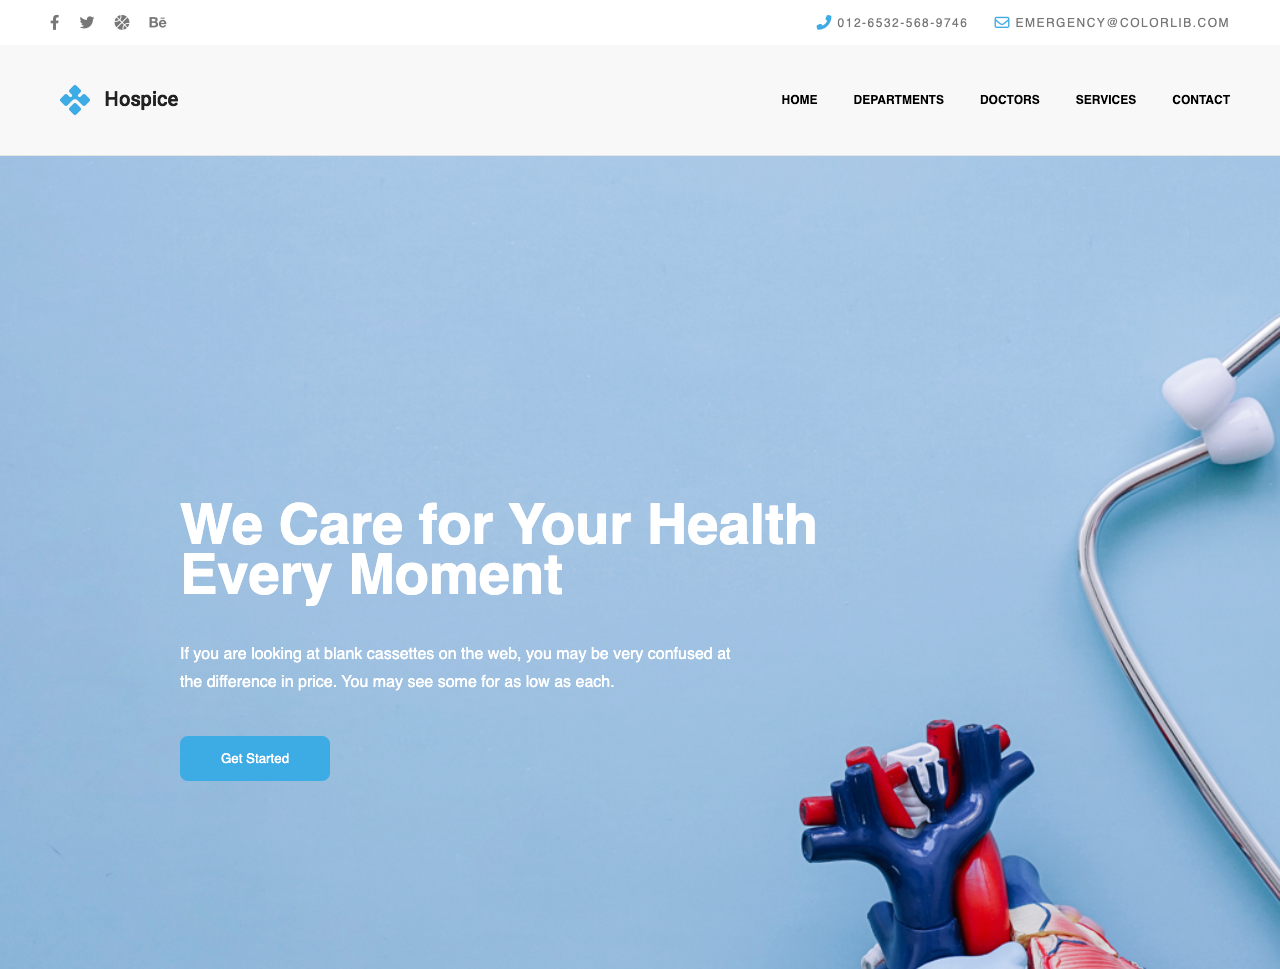 Bē
012-6532-568-9746
EMERGENCY@COLORLIB.COM
Hospice
HOME DEPARTMENTS DOCTORS SERVICES CONTACT
We Care for Your Health
Every Moment
If you are looking at blank cassettes on the web, you may be very confused at
the difference in price. You may see some for as low as each.
Get Started